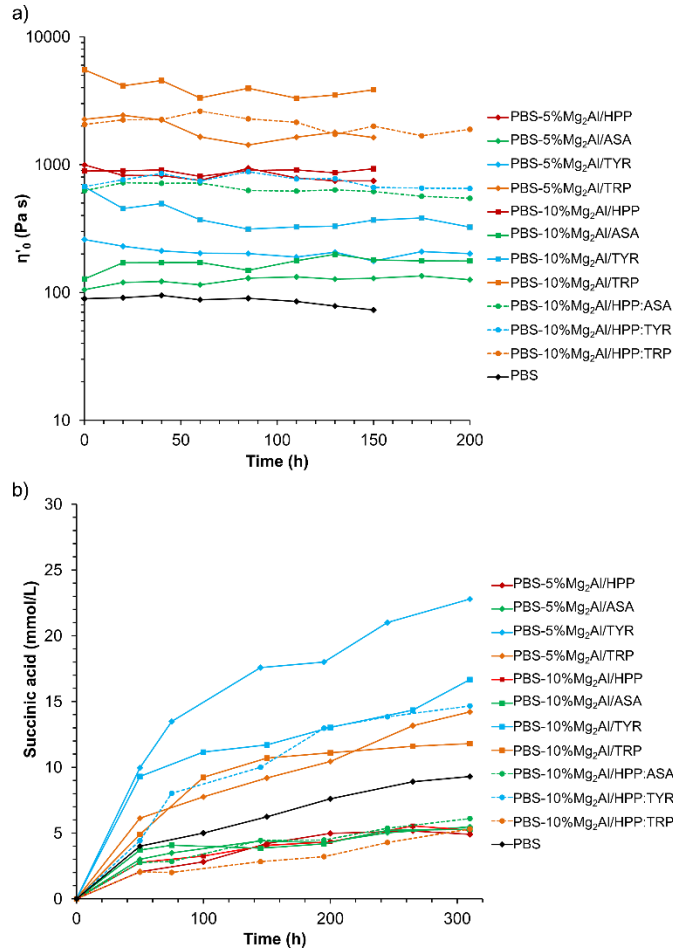 a)
10000
1000
100
10
η'₀ (Pa s)
0
50
100
150
200
Time (h)
PBS-5%Mg₂Al/HPP
PBS-5%Mg₂Al/ASA
PBS-5%Mg₂Al/TYR
PBS-5%Mg₂Al/TRP
PBS-10%Mg₂Al/HPP
PBS-10%Mg₂Al/ASA
PBS-10%Mg₂Al/TYR
PBS-10%Mg₂Al/TRP
PBS-10%Mg₂Al/HPP:ASA
PBS-10%Mg₂Al/HPP:TYR
PBS-10%Mg₂Al/HPP:TRP
PBS
b)
30
25
20
15
10
5
0
Succinic acid (mmol/L)
0
100
200
300
Time (h)
PBS-5%Mg₂Al/HPP
PBS-5%Mg₂Al/ASA
PBS-5%Mg₂Al/TYR
PBS-5%Mg₂Al/TRP
PBS-10%Mg₂Al/HPP
PBS-10%Mg₂Al/ASA
PBS-10%Mg₂Al/TYR
PBS-10%Mg₂Al/TRP
PBS-10%Mg₂Al/HPP:ASA
PBS-10%Mg₂Al/HPP:TYR
PBS-10%Mg₂Al/HPP:TRP
PBS